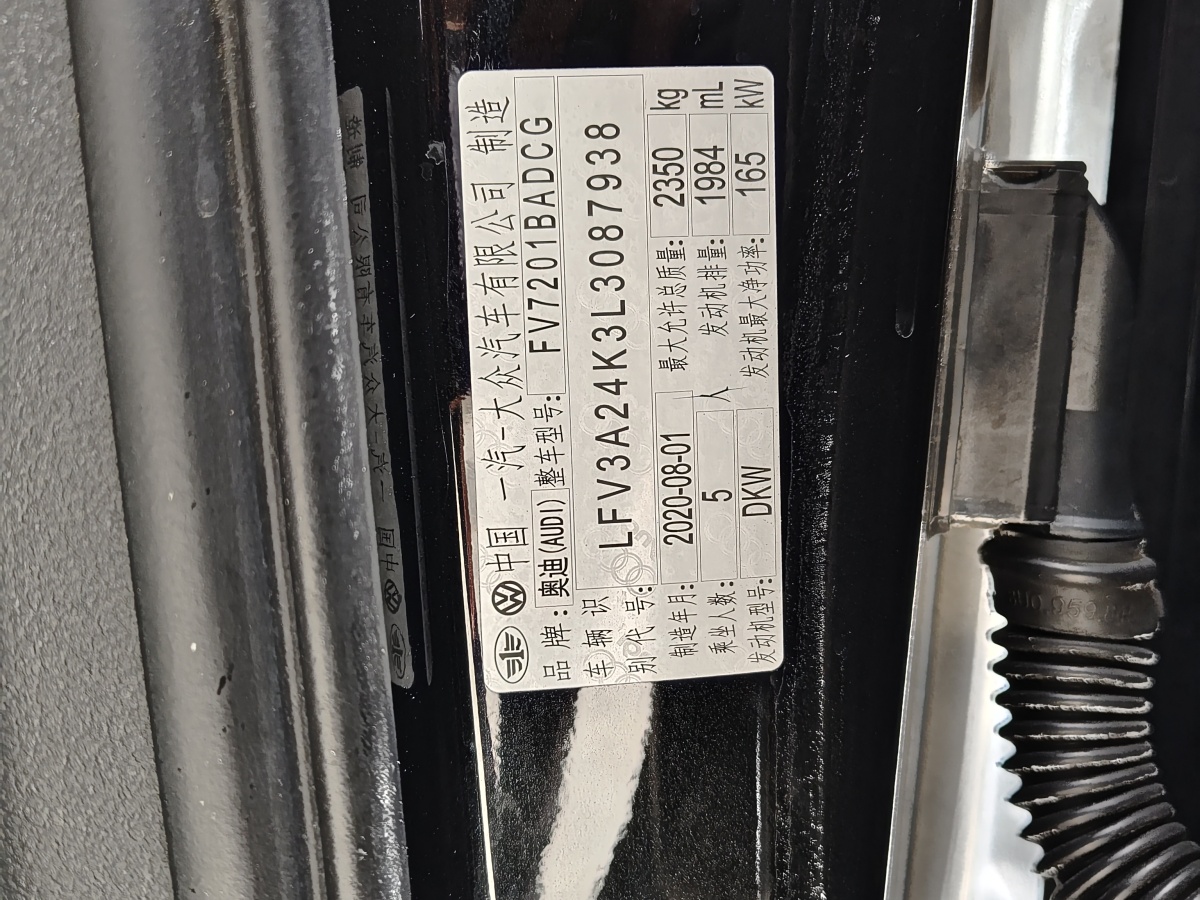 中国 一汽-大众汽车有限公司 制造
品牌: 奥迪(AUDI) 整车型号: FV7201BADCG
车辆识
别代号: LFV3A24K3L3087938
制造年月: 2020-08-01 最大允许总质量: 2350 kg
乘坐人数: 5 人 发动机排量: 1984 mL
发动机型号: DKW 发动机最大净功率: 165 kW